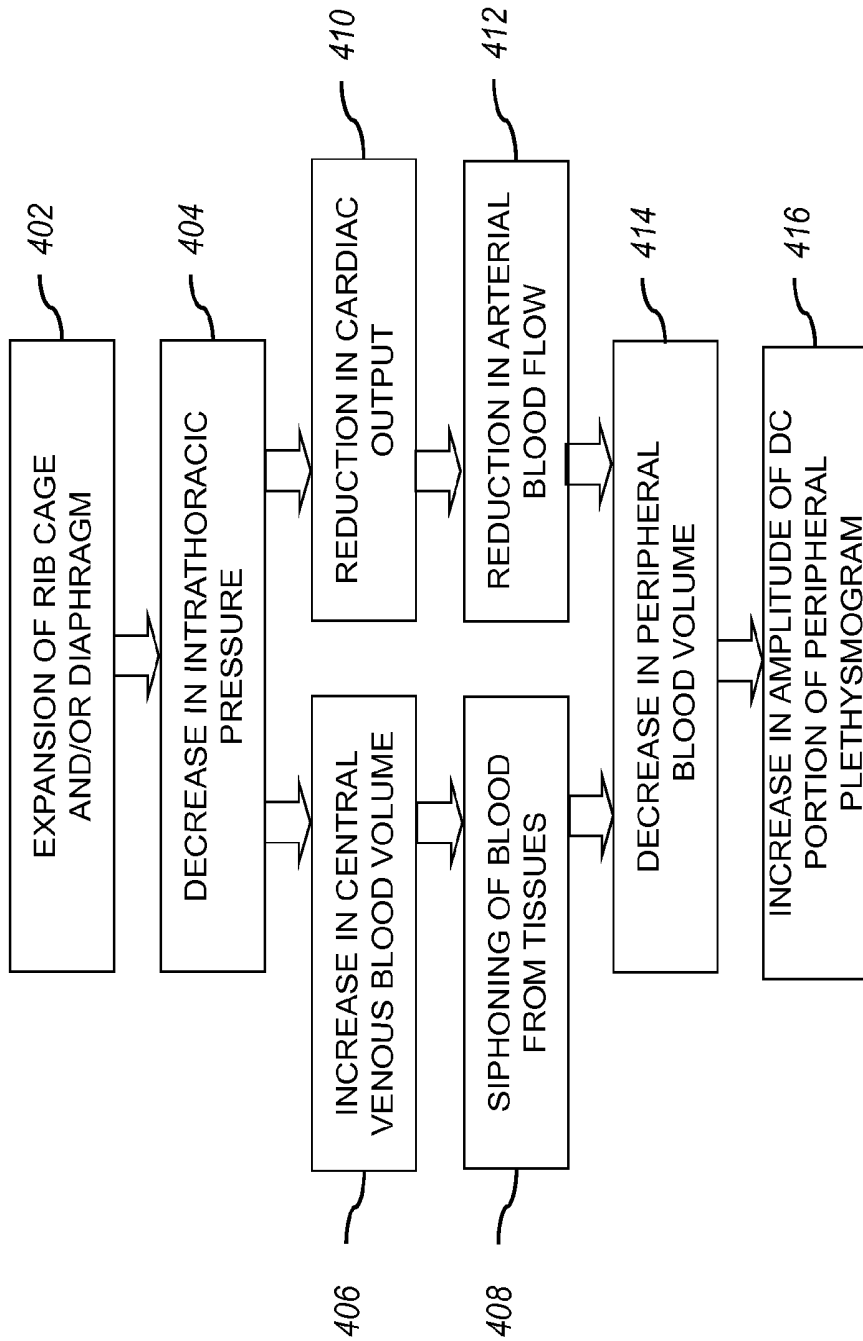 EXPANSION OF RIB CAGE
AND/OR DIAPHRAGM
402
DECREASE IN INTRATHORACIC
PRESSURE
404
406
INCREASE IN CENTRAL
VENOUS BLOOD VOLUME
REDUCTION IN CARDIAC
OUTPUT
410
408
SIPHONING OF BLOOD
FROM TISSUES
REDUCTION IN ARTERIAL
BLOOD FLOW
412
DECREASE IN PERIPHERAL
BLOOD VOLUME
414
INCREASE IN AMPLITUDE OF DC
PORTION OF PERIPHERAL
PLETHYSMOGRAM
416